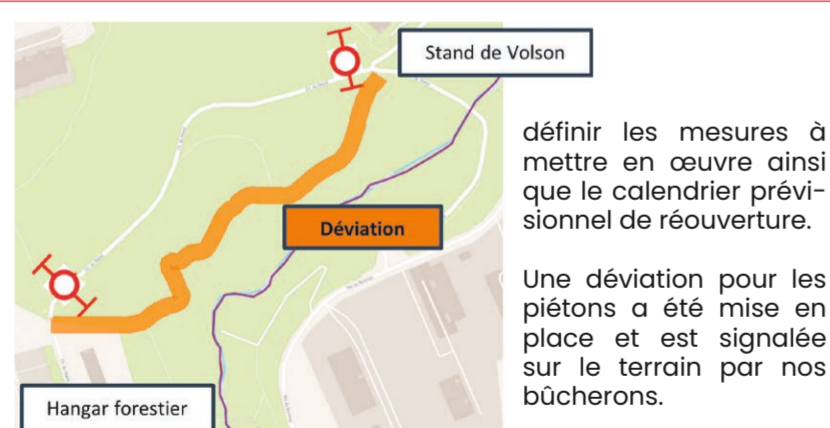 Stand de Volson
Déviation
Hangar forestier
définir les mesures à
mettre en œuvre ainsi
que le calendrier prévi-
sionnel de réouverture.
Une déviation pour les
piétons a été mise en
place et est signalée
sur le terrain par nos
bûcherons.